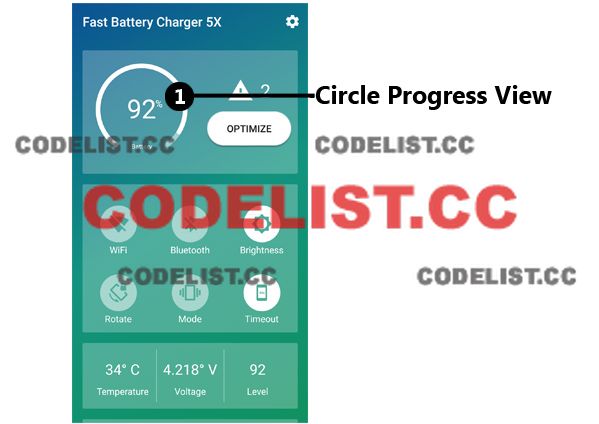 Fast Battery Charger 5X
92%
Battery
2
OPTIMIZE
1
Circle Progress View
CODELIST.CC
CODELIST.CC
CODELIST.CC
WiFi
Bluetooth
Brightness
CODELIST.CC
CODELIST.CC
Rotate
Mode
Timeout
34° C
4.218° V
92
Temperature
Voltage
Level